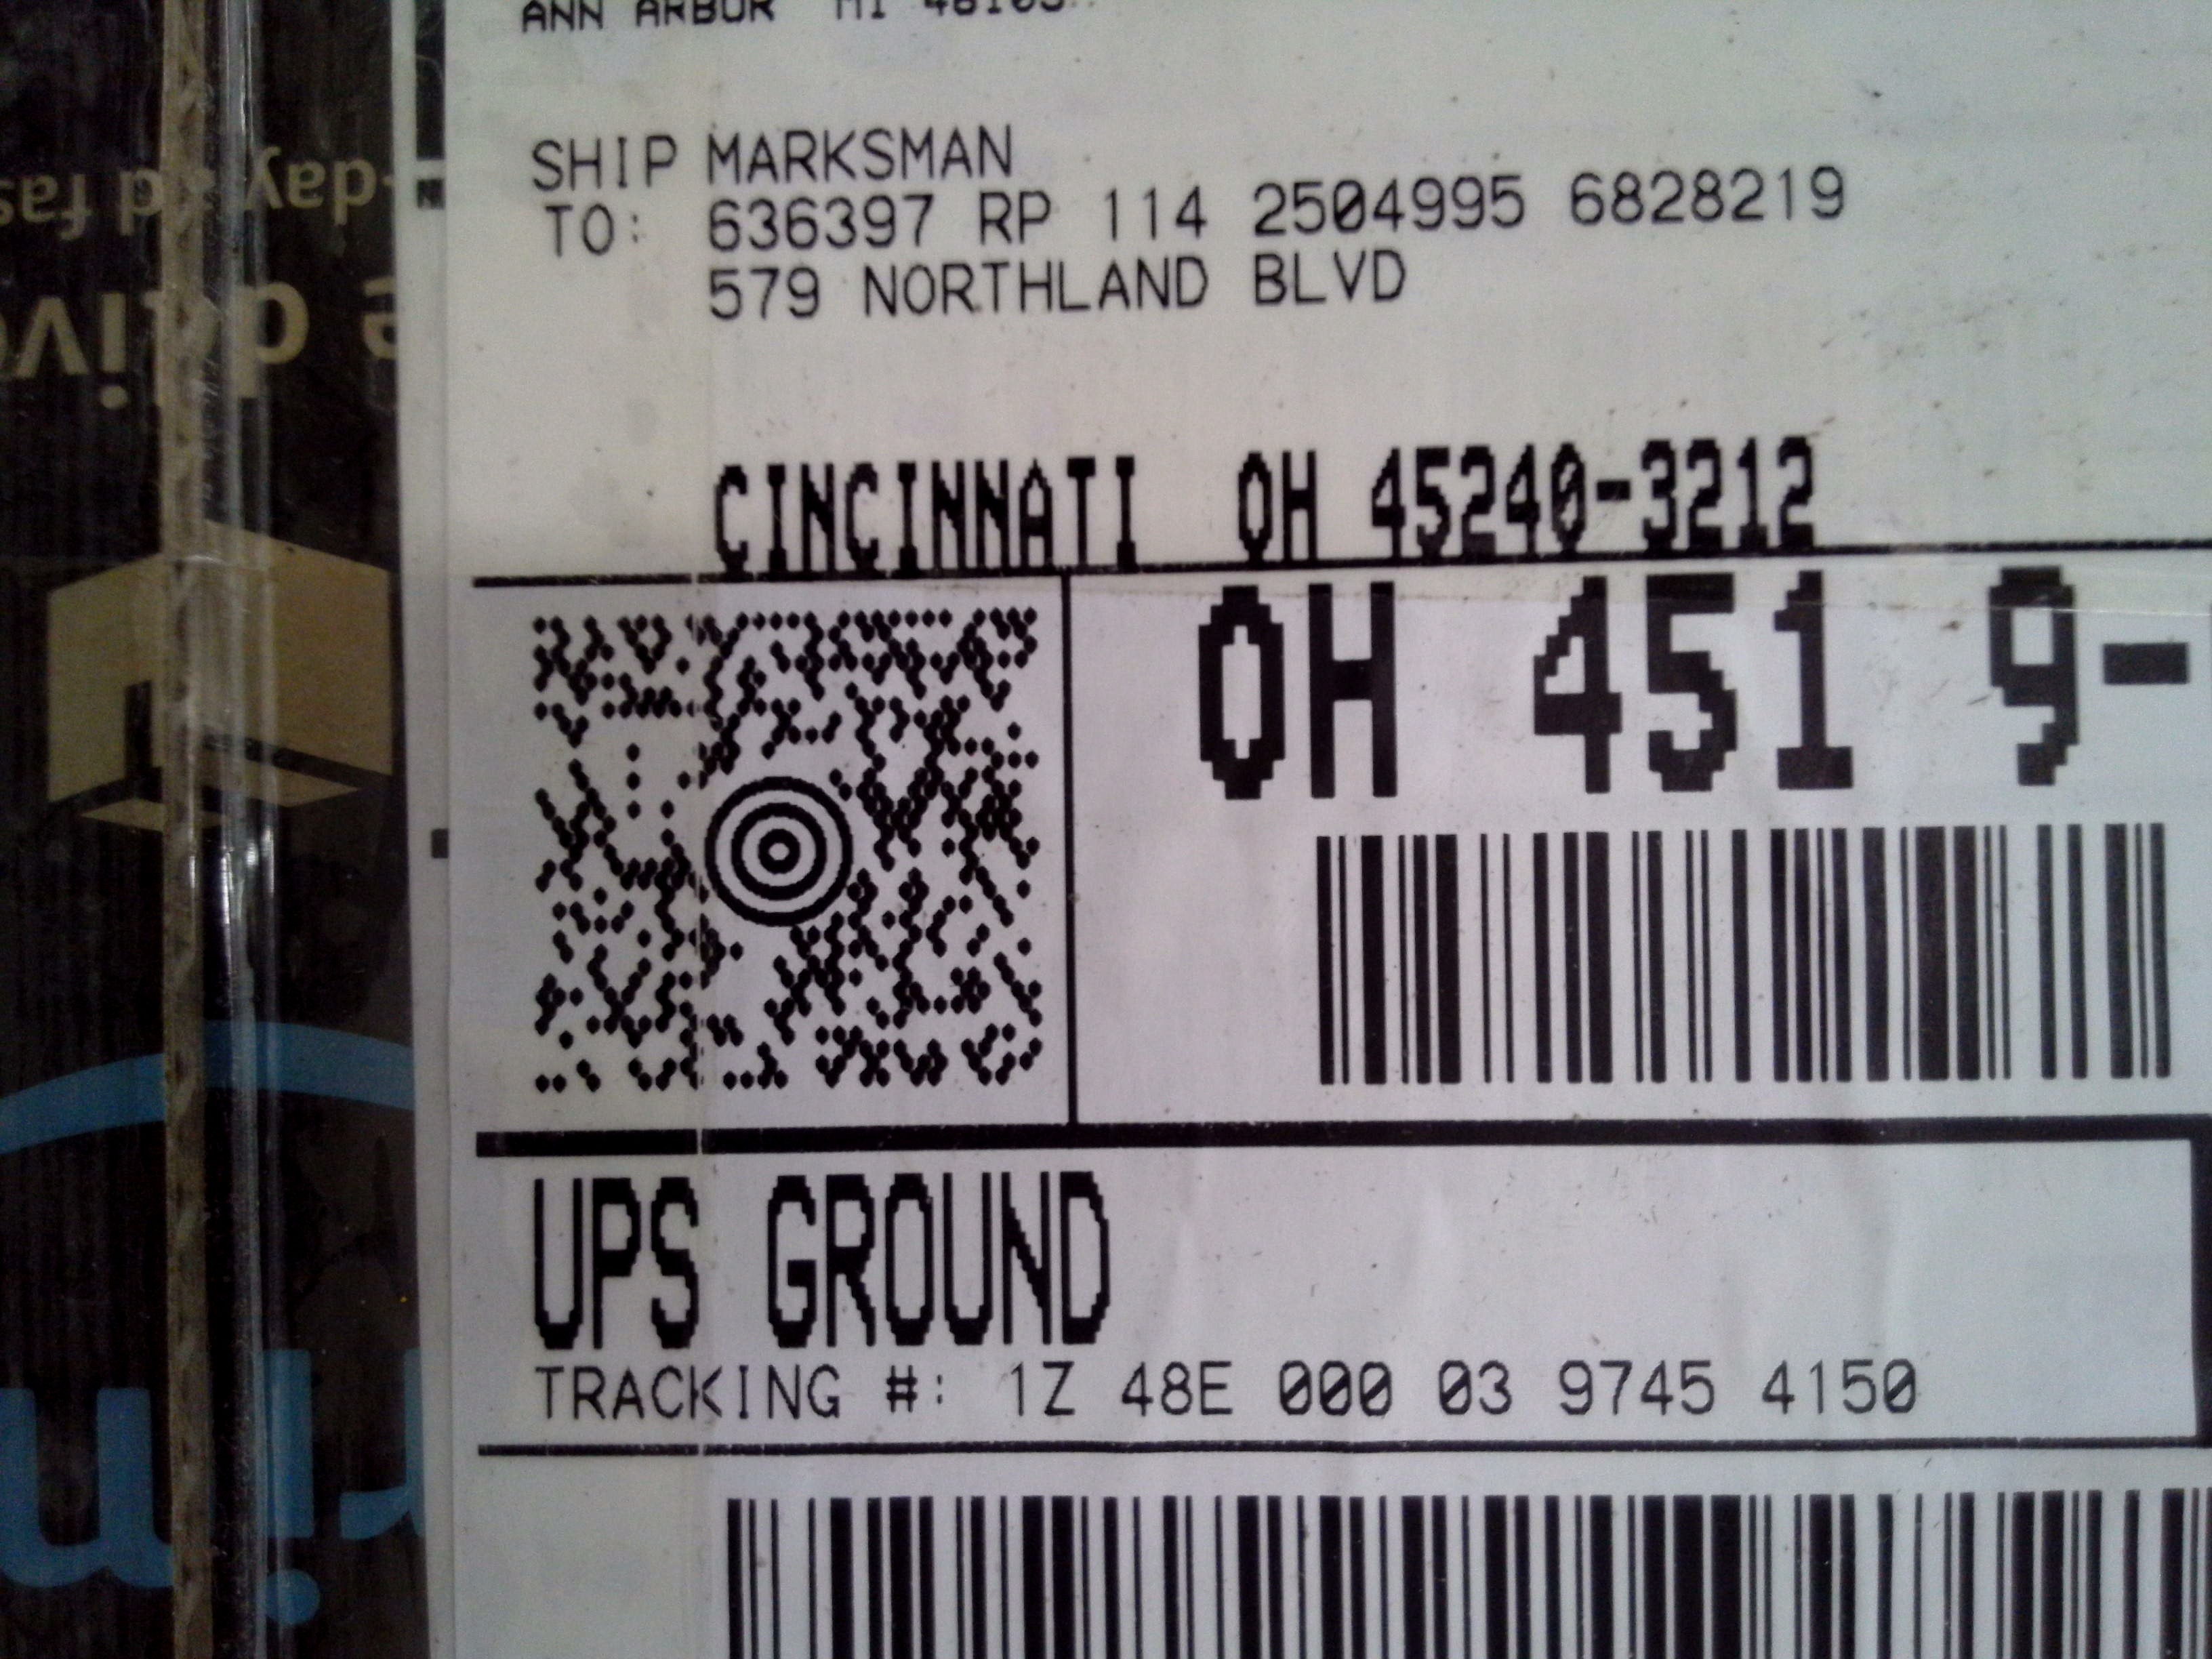 ANN ARBOR MI 48103
SHIP MARKSMAN
TO: 636397 RP 114 2504995 6828219
579 NORTHLAND BLVD
CINCINNATI OH 45240-3212
OH 451 9-
UPS GROUND
TRACKING #: 1Z 48E 000 03 9745 4150